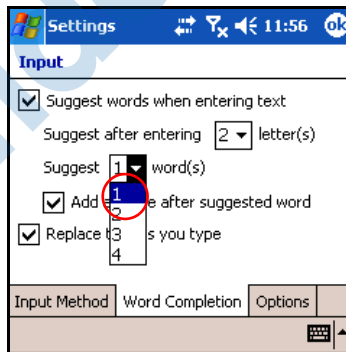 Settings 11:56 ok
Input
Suggest words when entering text
Suggest after entering 2 letter(s)
Suggest 1 word(s)
Add e after suggested word
1
2
3
4
Replace t s you type
Input Method Word Completion Options